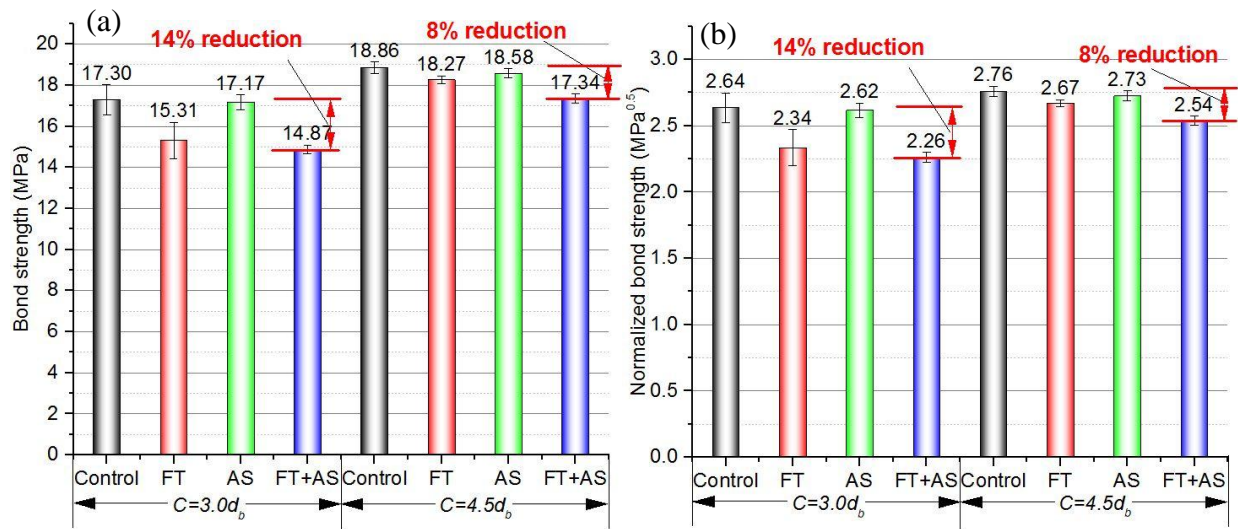 (a)
Bond strength (MPa)
20
18
16
14
12
10
8
6
4
2
0
17.30
15.31
17.17
14.87
18.86
18.27
18.58
17.34
14% reduction
8% reduction
Control FT AS FT+AS Control FT AS FT+AS
C=3.0d_b C=4.5d_b
(b)
Normalized bond strength (MPa^0.5)
3.0
2.5
2.0
1.5
1.0
0.5
0.0
2.64
2.34
2.62
2.26
2.76
2.67
2.73
2.54
14% reduction
8% reduction
Control FT AS FT+AS Control FT AS FT+AS
C=3.0d_b C=4.5d_b